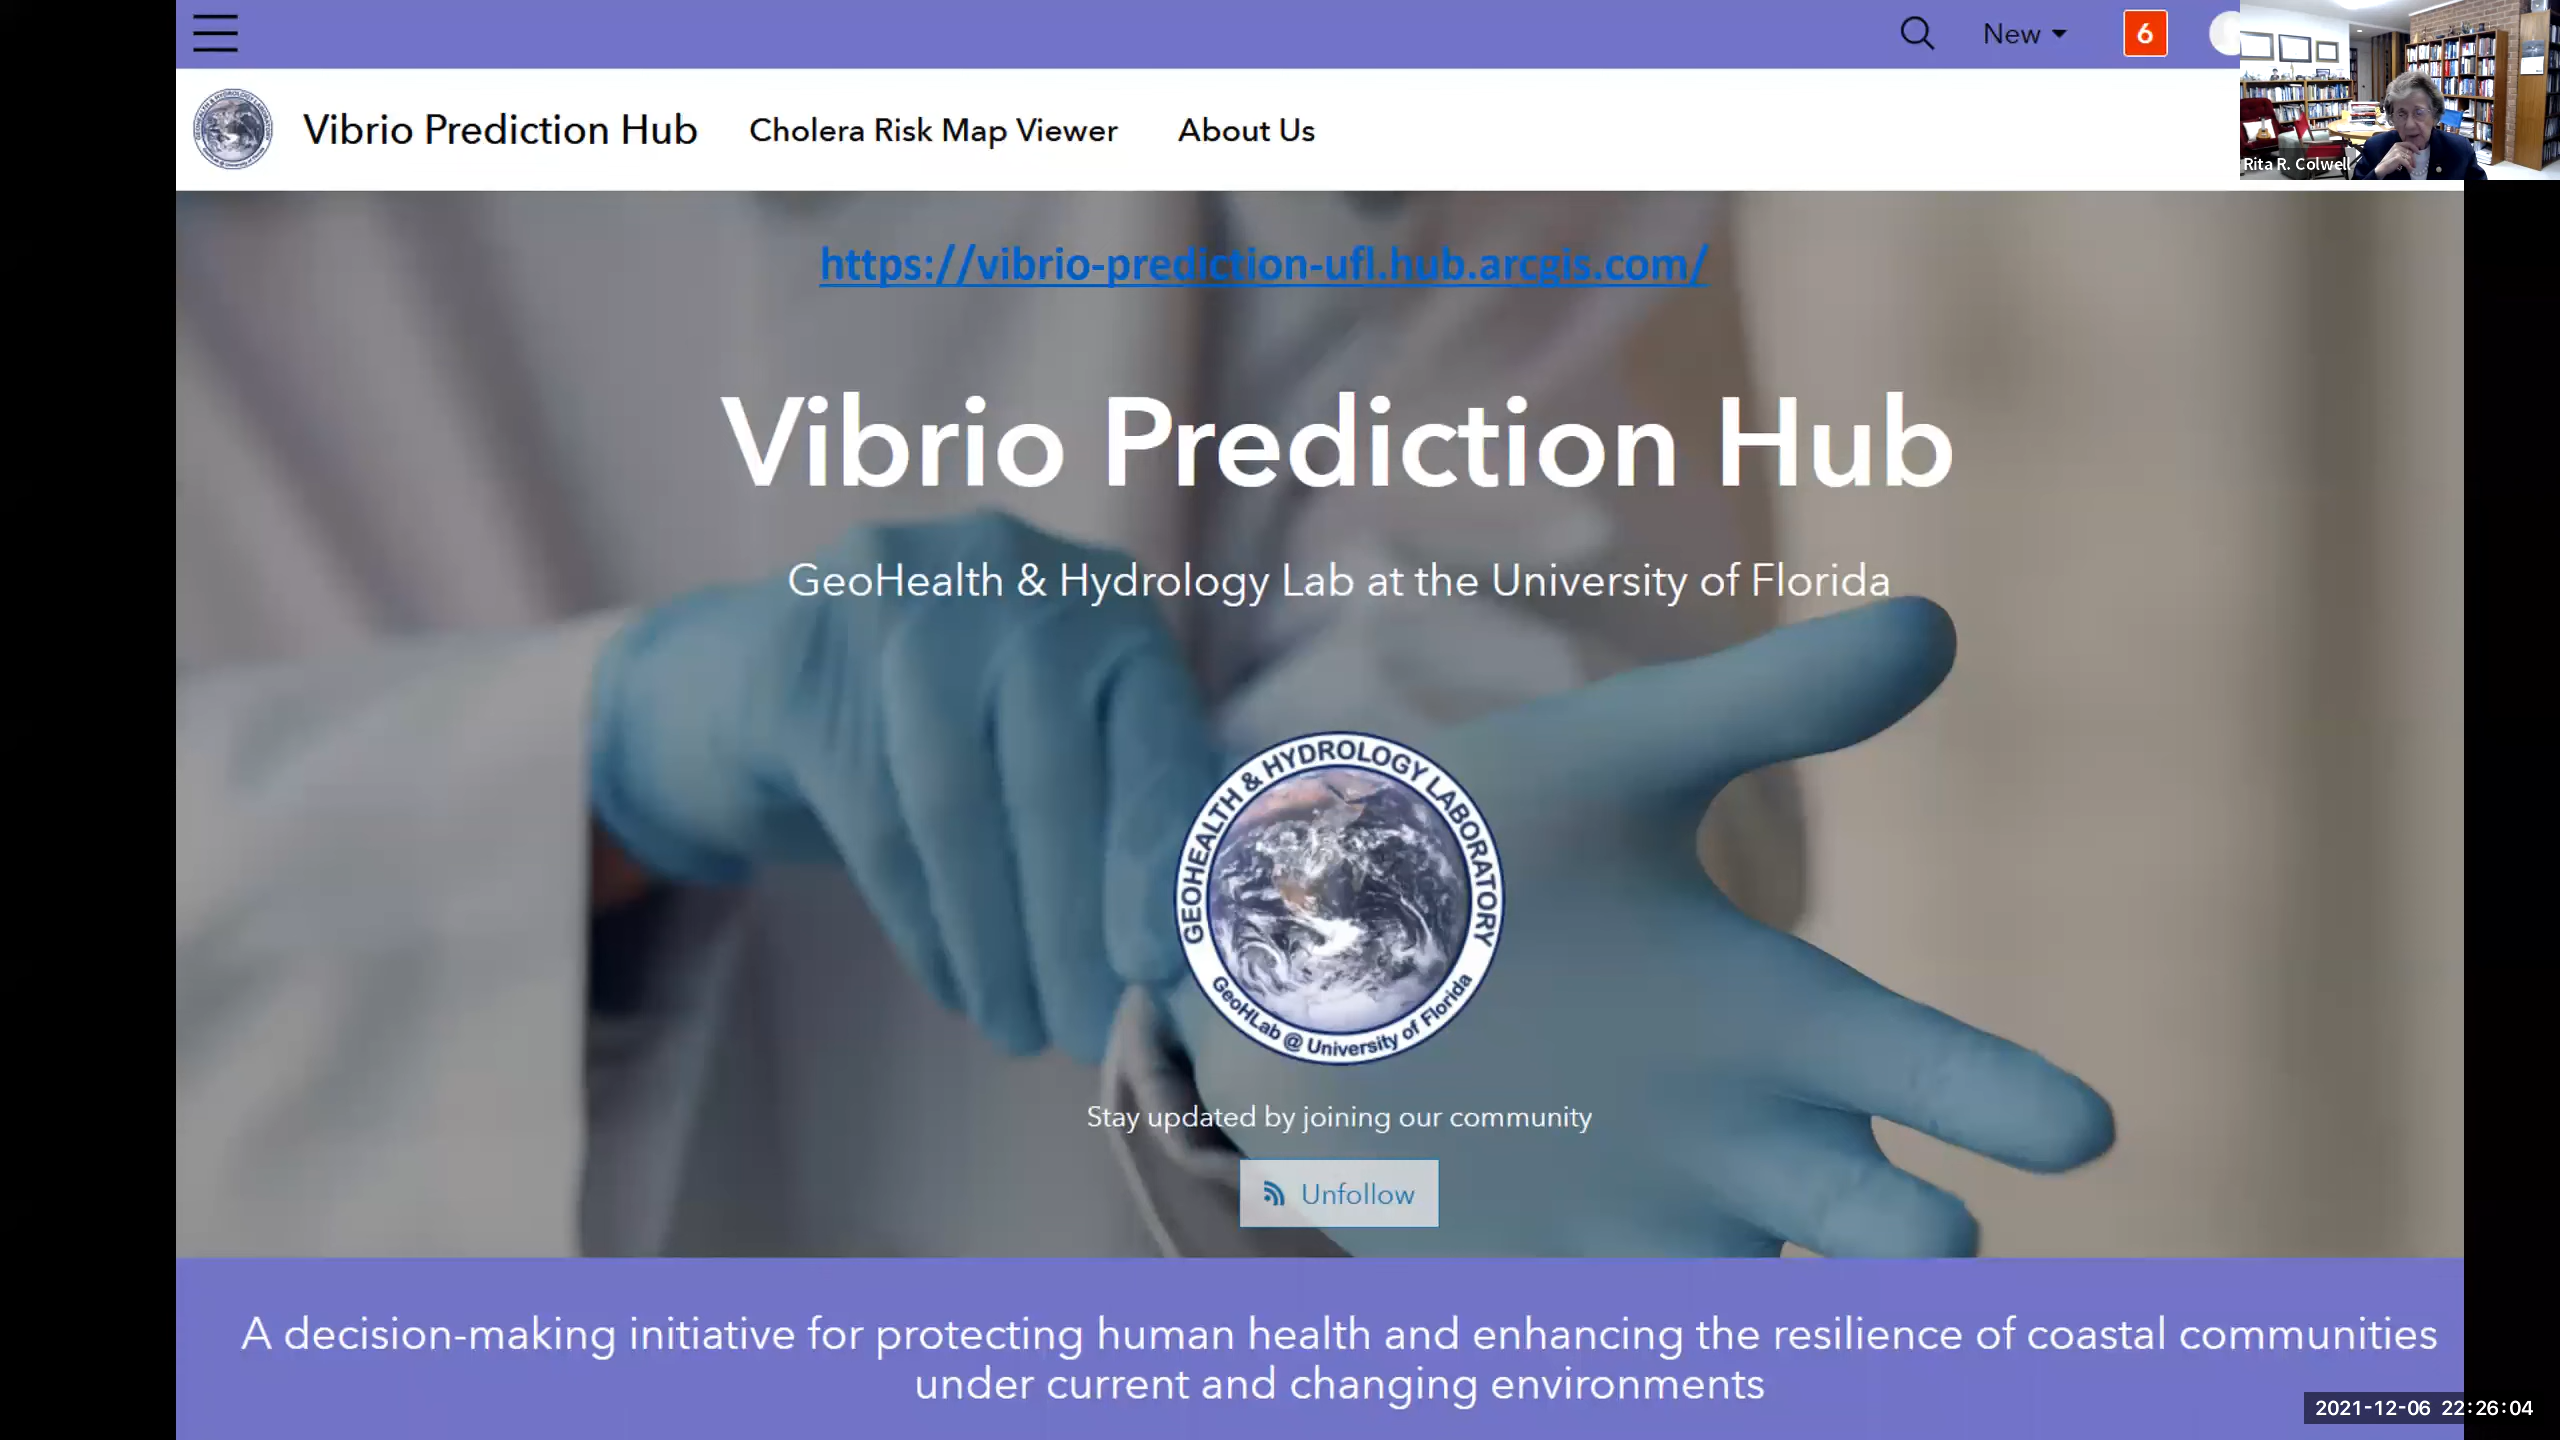 New
6
Rita R. Colwell
Vibrio Prediction Hub
Cholera Risk Map Viewer
About Us
https://vibrio-prediction-ufl.hub.arcgis.com/
Vibrio Prediction Hub
GeoHealth & Hydrology Lab at the University of Florida
GEOHEALTH & HYDROLOGY LABORATORY
GeoHLab @ University of Florida
Stay updated by joining our community
Unfollow
A decision-making initiative for protecting human health and enhancing the resilience of coastal communities
under current and changing environments
2021-12-06 22:26:04